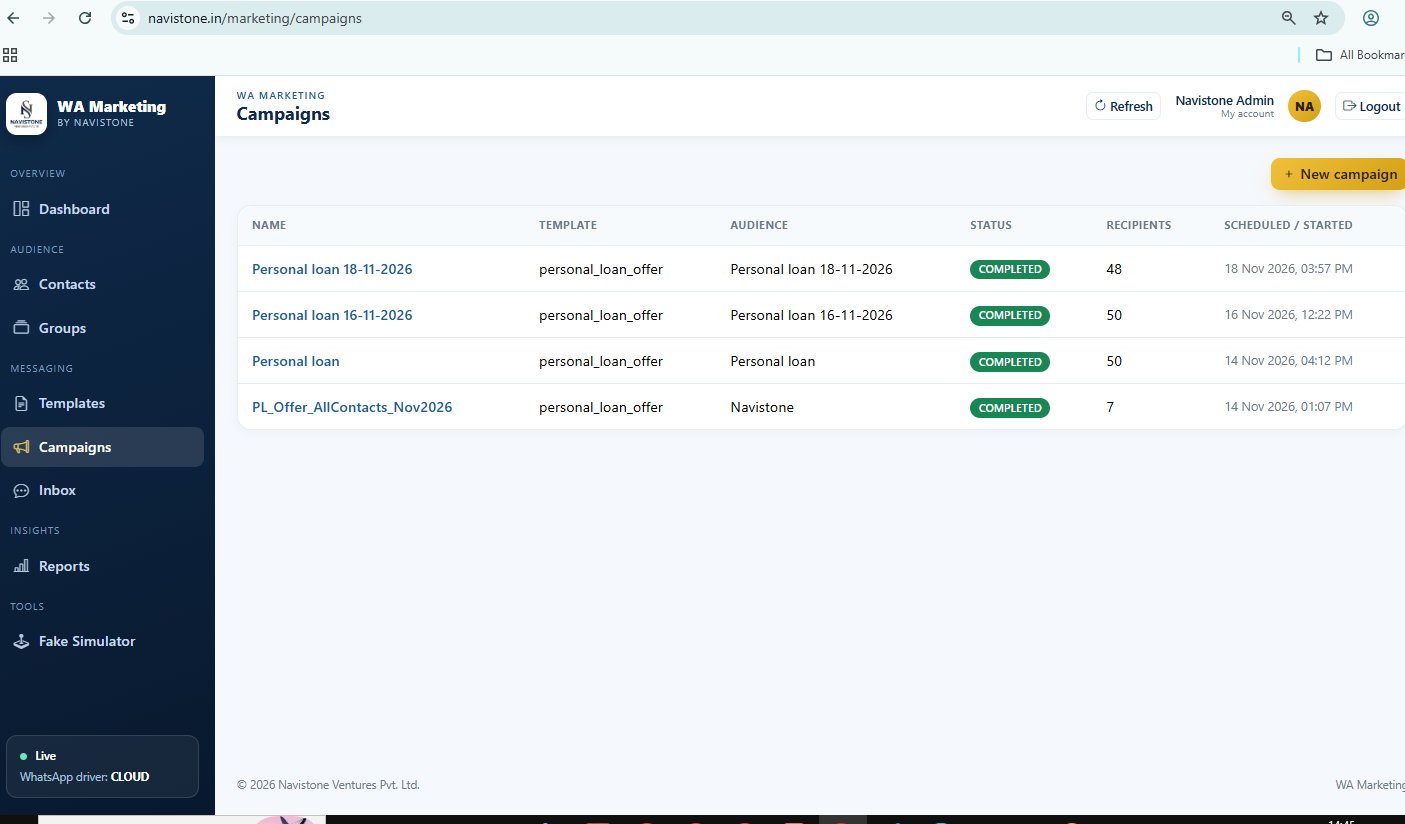 navistone.in/marketing/campaigns
All Bookmar
NAVISTONE
WA Marketing
BY NAVISTONE
WA MARKETING
Campaigns
Refresh
Navistone Admin
My account
NA
Logout
+ New campaign
OVERVIEW
Dashboard
AUDIENCE
Contacts
Groups
MESSAGING
Templates
Campaigns
Inbox
INSIGHTS
Reports
TOOLS
Fake Simulator
Live
WhatsApp driver: CLOUD
NAME TEMPLATE AUDIENCE STATUS RECIPIENTS SCHEDULED / STARTED
Personal loan 18-11-2026 personal_loan_offer Personal loan 18-11-2026 COMPLETED 48 18 Nov 2026, 03:57 PM
Personal loan 16-11-2026 personal_loan_offer Personal loan 16-11-2026 COMPLETED 50 16 Nov 2026, 12:22 PM
Personal loan personal_loan_offer Personal loan COMPLETED 50 14 Nov 2026, 04:12 PM
PL_Offer_AllContacts_Nov2026 personal_loan_offer Navistone COMPLETED 7 14 Nov 2026, 01:07 PM
© 2026 Navistone Ventures Pvt. Ltd.
WA Marketing